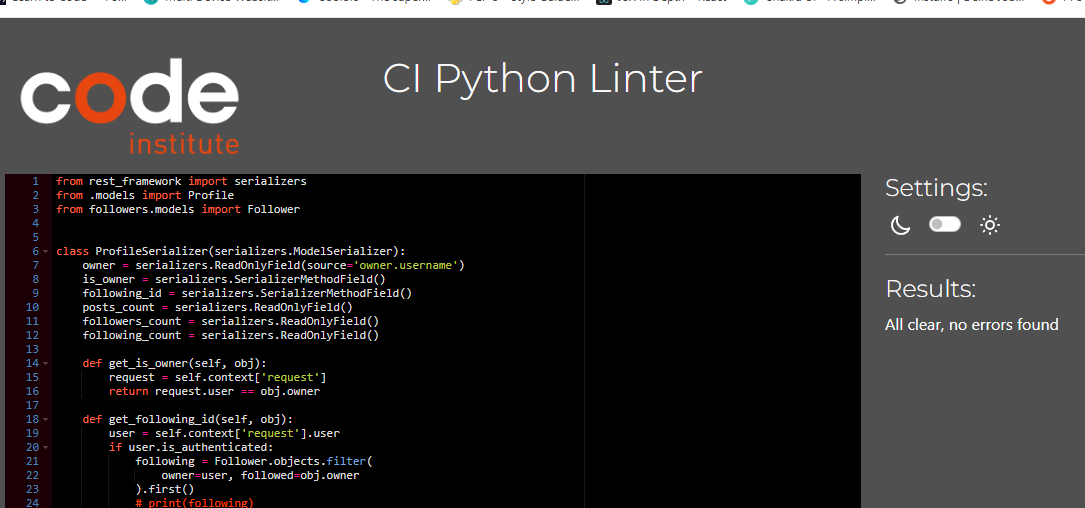 CI Python Linter
code
institute
1 from rest_framework import serializers
2 from .models import Profile
3 from followers.models import Follower
4
5
6 class ProfileSerializer(serializers.ModelSerializer):
7 owner = serializers.ReadOnlyField(source='owner.username')
8 is_owner = serializers.SerializerMethodField()
9 following_id = serializers.SerializerMethodField()
10 posts_count = serializers.ReadOnlyField()
11 followers_count = serializers.ReadOnlyField()
12 following_count = serializers.ReadOnlyField()
13
14 def get_is_owner(self, obj):
15 request = self.context['request']
16 return request.user == obj.owner
17
18 def get_following_id(self, obj):
19 user = self.context['request'].user
20 if user.is_authenticated:
21 following = Follower.objects.filter(
22 owner=user, followed=obj.owner
23 ).first()
24 # print(following)
Settings:
Results:
All clear, no errors found